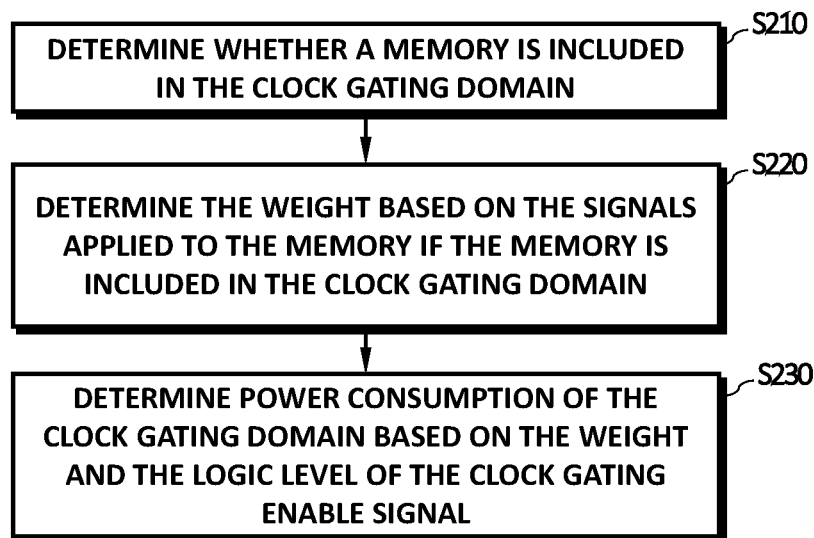 S210
DETERMINE WHETHER A MEMORY IS INCLUDED
IN THE CLOCK GATING DOMAIN
S220
DETERMINE THE WEIGHT BASED ON THE SIGNALS
APPLIED TO THE MEMORY IF THE MEMORY IS
INCLUDED IN THE CLOCK GATING DOMAIN
S230
DETERMINE POWER CONSUMPTION OF THE
CLOCK GATING DOMAIN BASED ON THE WEIGHT
AND THE LOGIC LEVEL OF THE CLOCK GATING
ENABLE SIGNAL